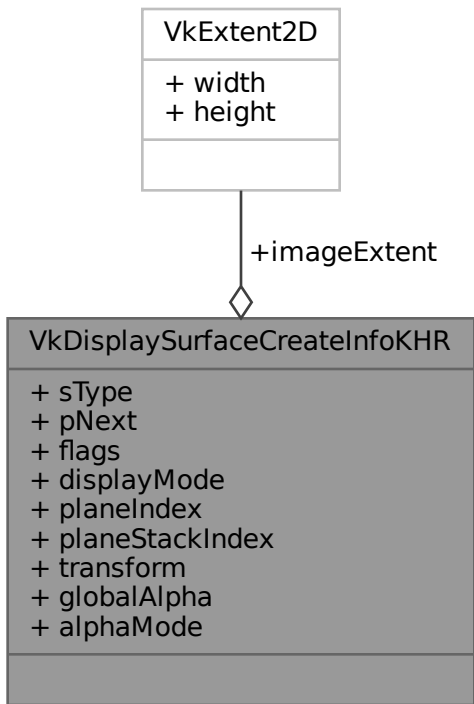 VkExtent2D
+ width
+ height
+imageExtent
VkDisplaySurfaceCreateInfoKHR
+ sType
+ pNext
+ flags
+ displayMode
+ planeIndex
+ planeStackIndex
+ transform
+ globalAlpha
+ alphaMode